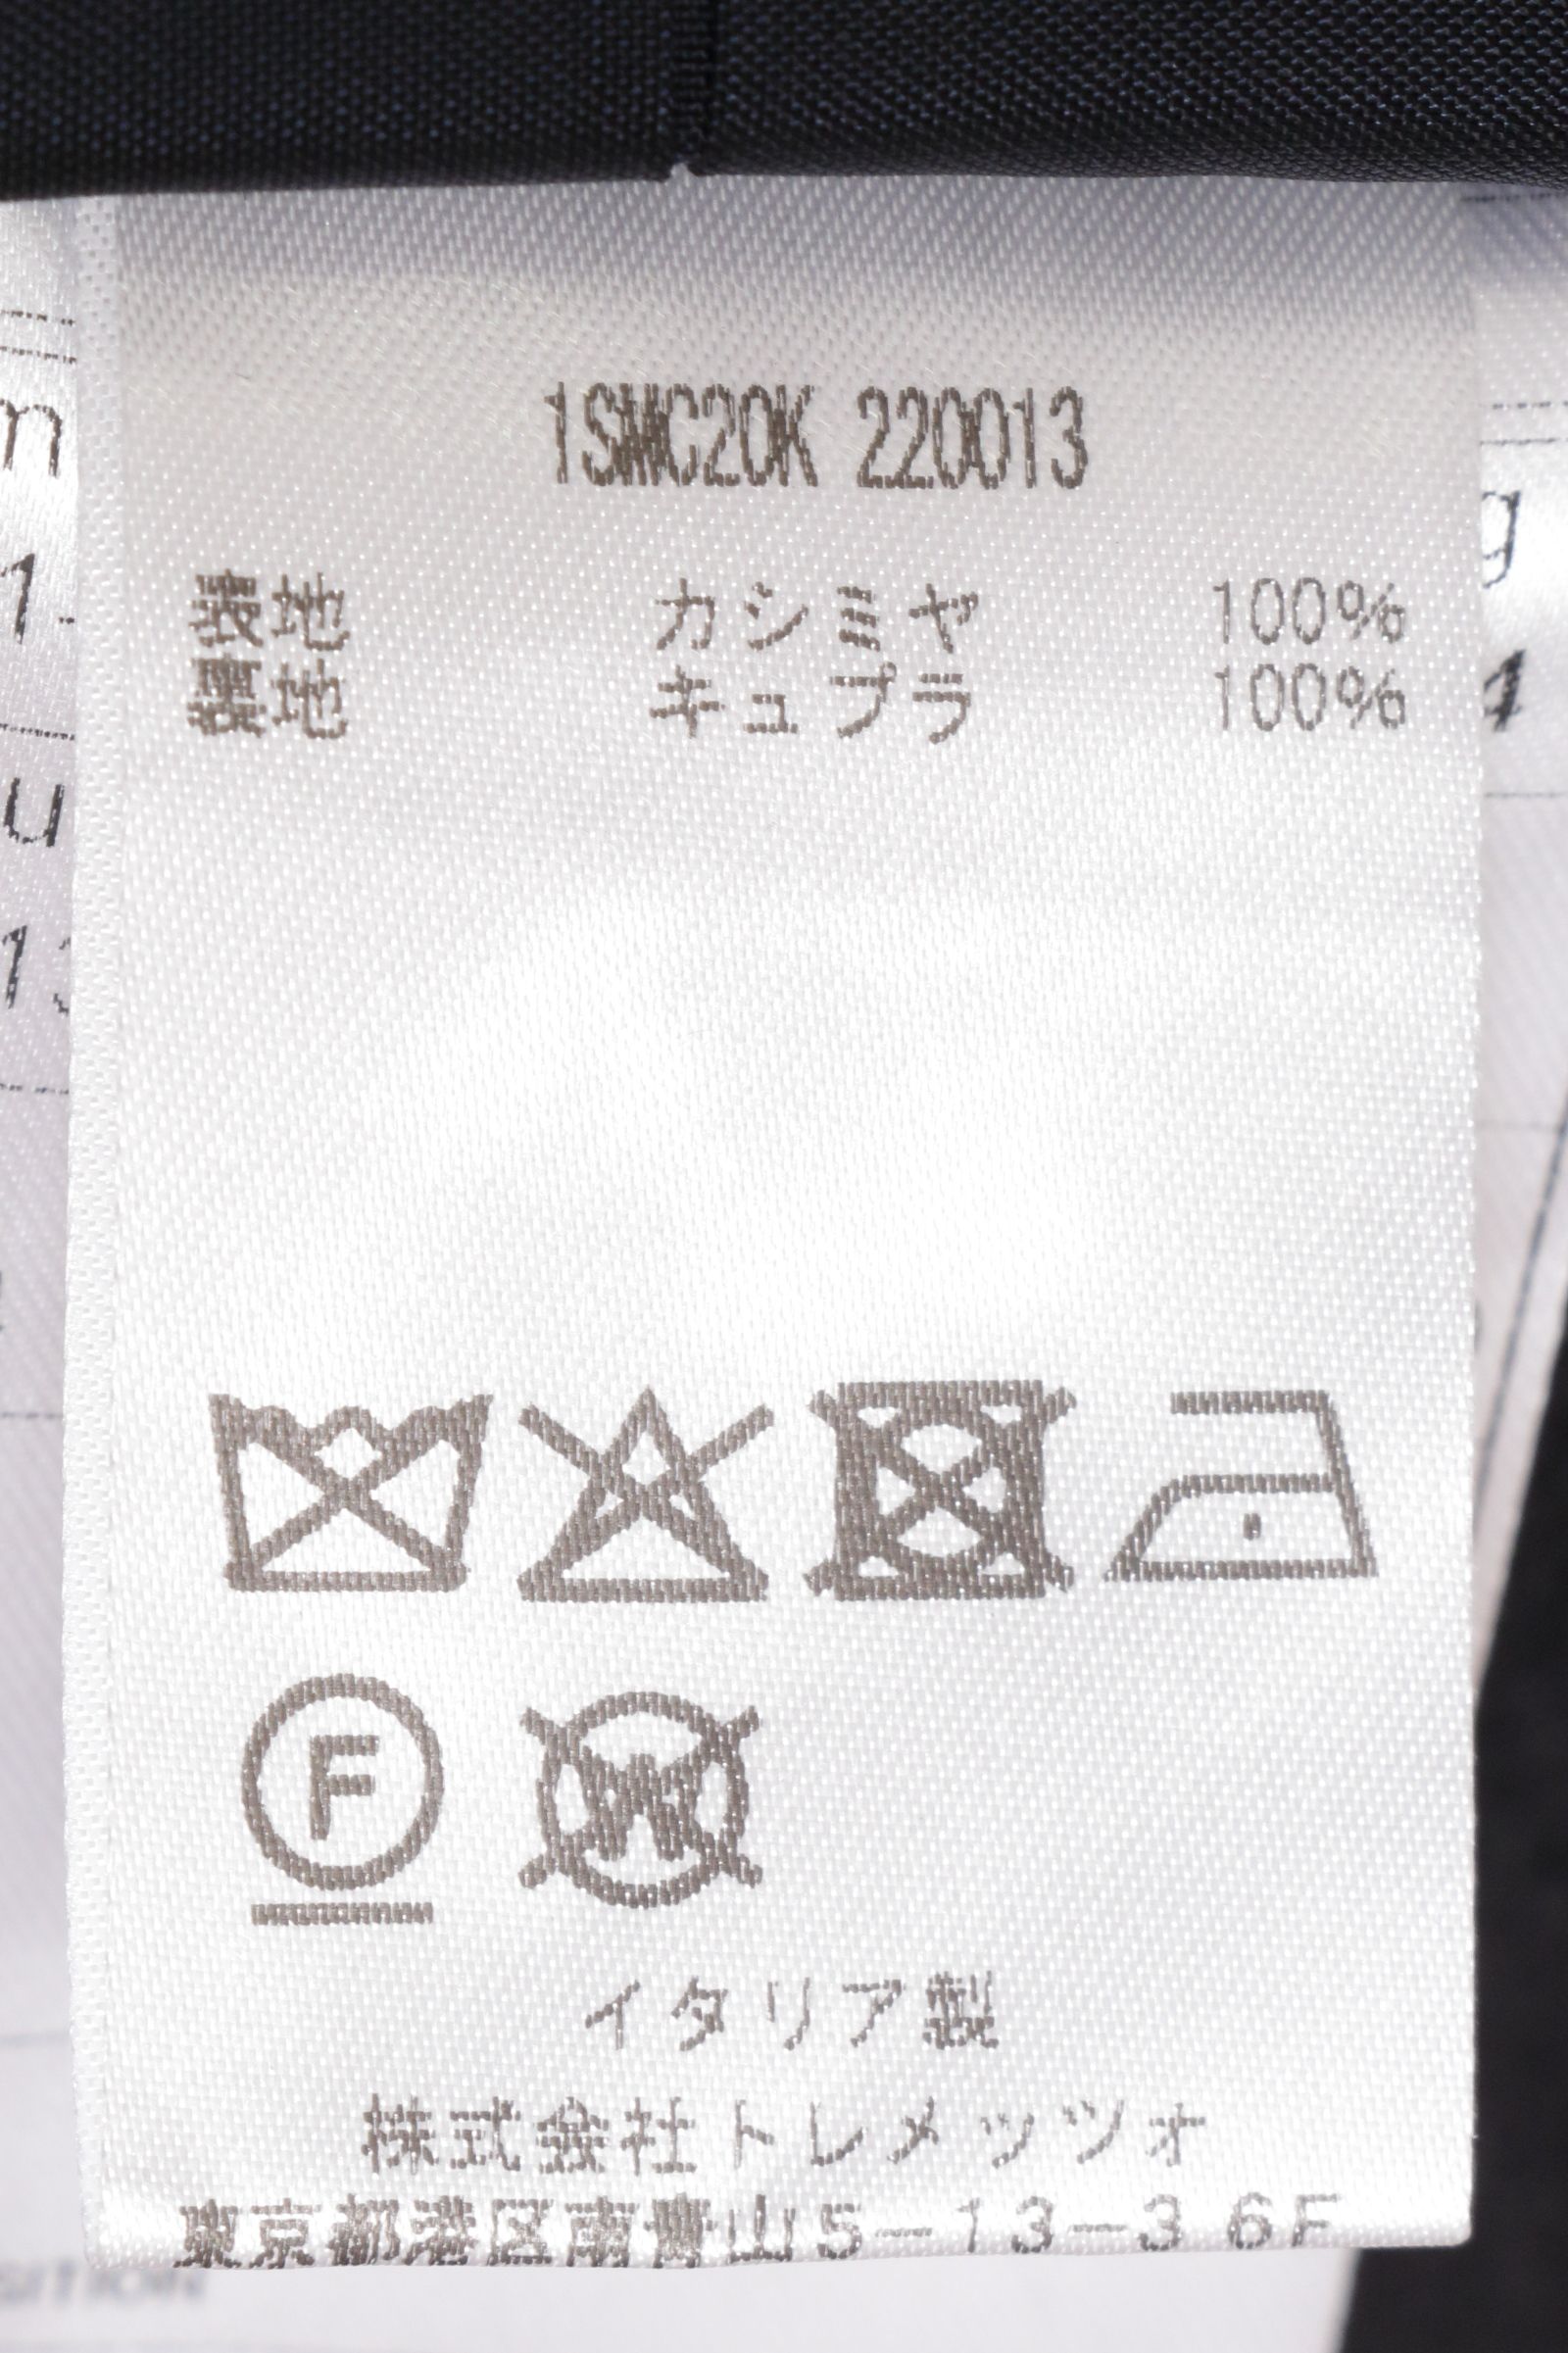 1SMC20K 220013
表地 カシミヤ 100%
裏地 キュプラ 100%
F
W
イタリア製
株式会社トレメッツォ
東京都港区南青山5−13−3 6F